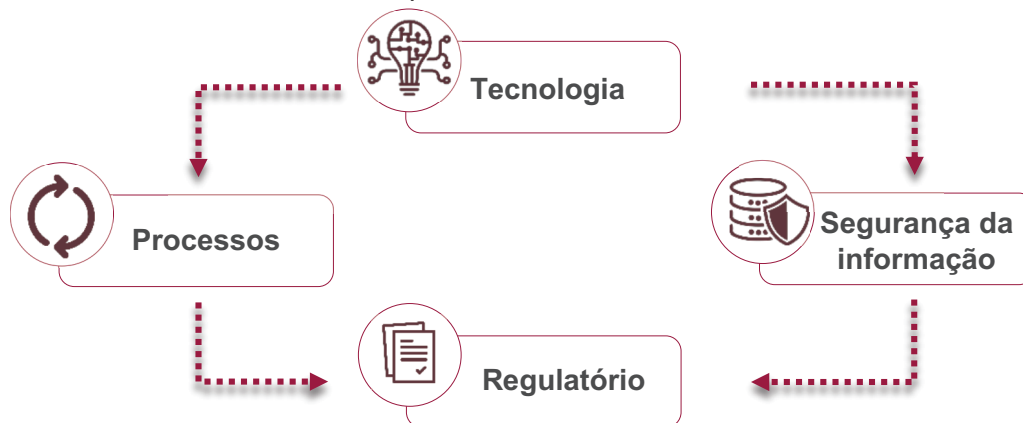 Tecnologia
Processos
Segurança da
informação
Regulatório